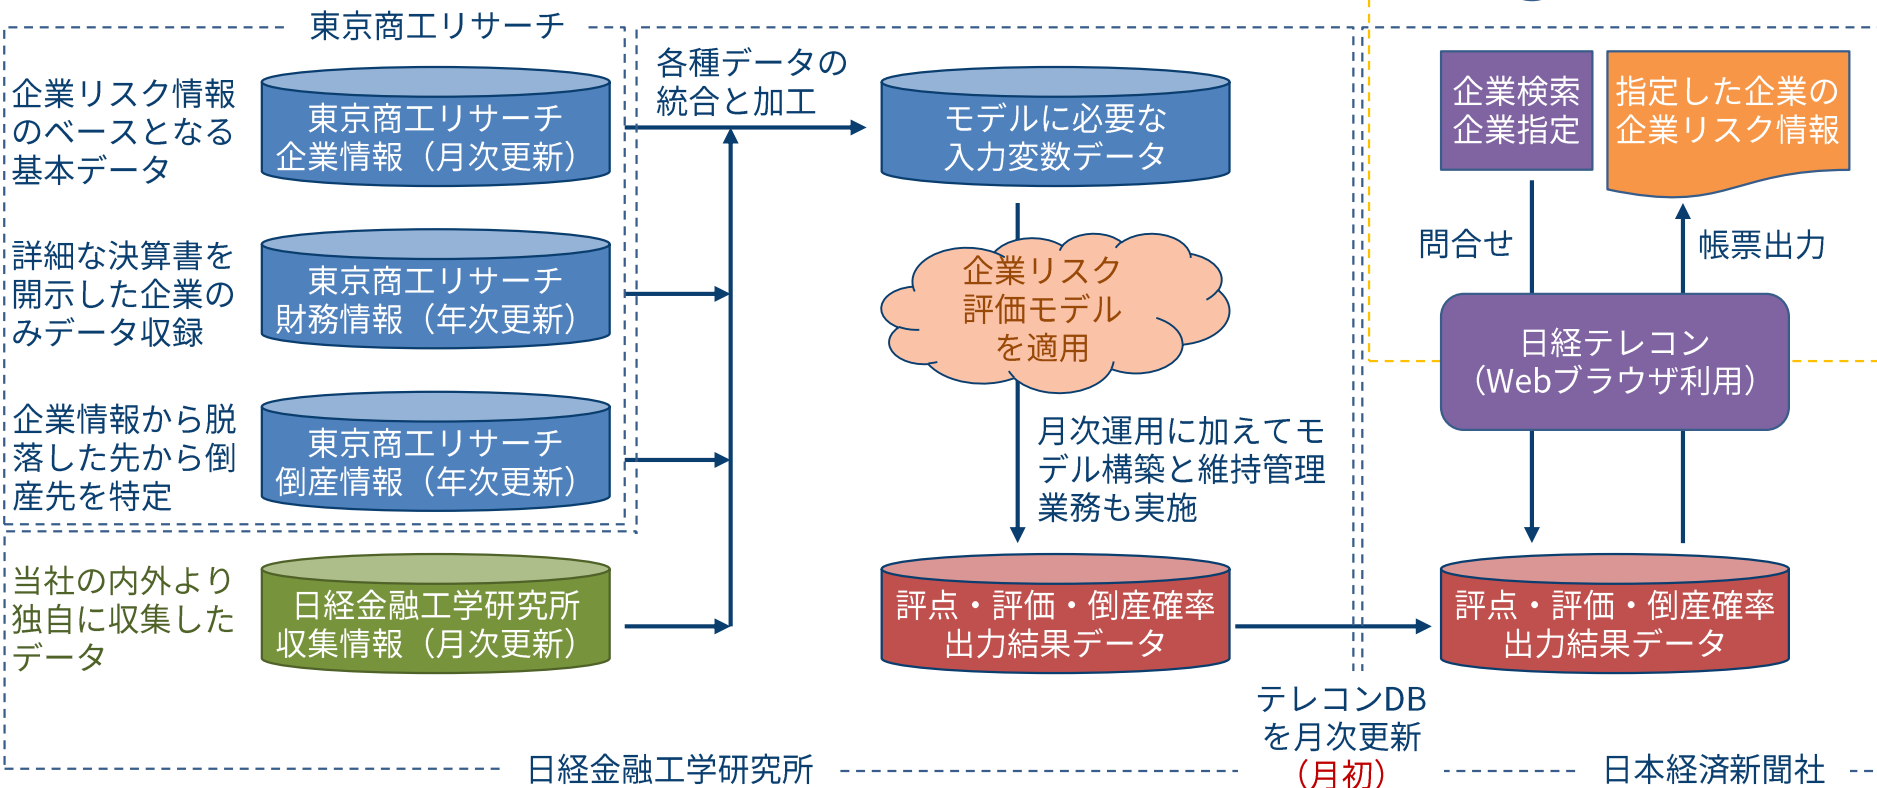 東京商工リサーチ
企業リスク情報
のベースとなる
基本データ
東京商工リサーチ
企業情報（月次更新）
詳細な決算書を
開示した企業の
みデータ収録
東京商工リサーチ
財務情報（年次更新）
企業情報から脱
落した先から倒
産先を特定
東京商工リサーチ
倒産情報（年次更新）
当社の内外より
独自に収集した
データ
日経金融工学研究所
収集情報（月次更新）
各種データの
統合と加工
モデルに必要な
入力変数データ
企業リスク
評価モデル
を適用
月次運用に加えてモ
デル構築と維持管理
業務も実施
評点・評価・倒産確率
出力結果データ
日経金融工学研究所
テレコンDB
を月次更新
（月初）
企業検索
企業指定
指定した企業の
企業リスク情報
問合せ
帳票出力
日経テレコン
（Webブラウザ利用）
評点・評価・倒産確率
出力結果データ
日本経済新聞社